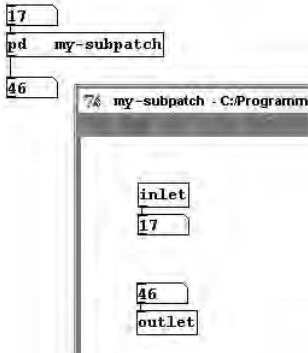 17
pd my-subpatch
46
my-subpatch - C:/Programm
inlet
17
46
outlet